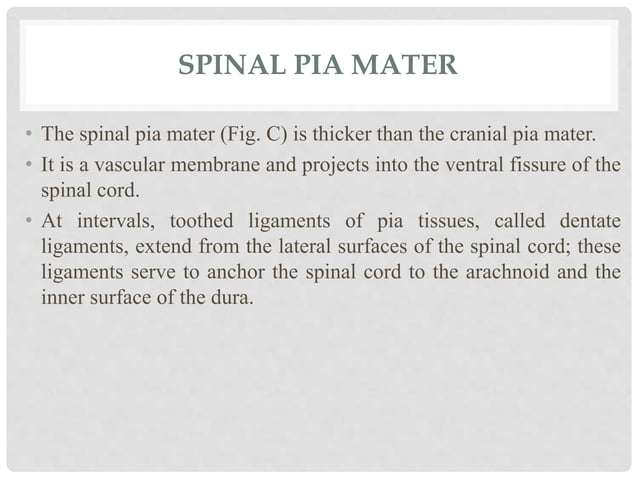 SPINAL PIA MATER
• The spinal pia mater (Fig. C) is thicker than the cranial pia mater.
• It is a vascular membrane and projects into the ventral fissure of the
spinal cord.
• At intervals, toothed ligaments of pia tissues, called dentate
ligaments, extend from the lateral surfaces of the spinal cord; these
ligaments serve to anchor the spinal cord to the arachnoid and the
inner surface of the dura.